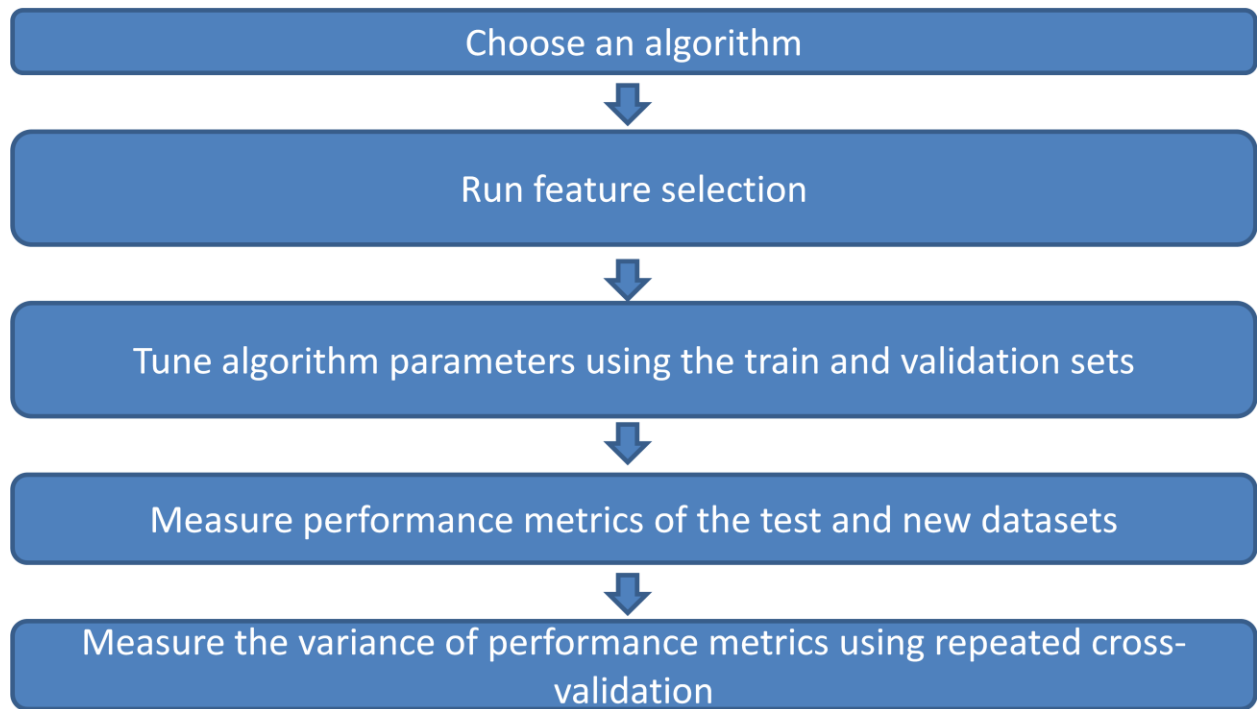 Choose an algorithm
Run feature selection
Tune algorithm parameters using the train and validation sets
Measure performance metrics of the test and new datasets
Measure the variance of performance metrics using repeated cross-
validation